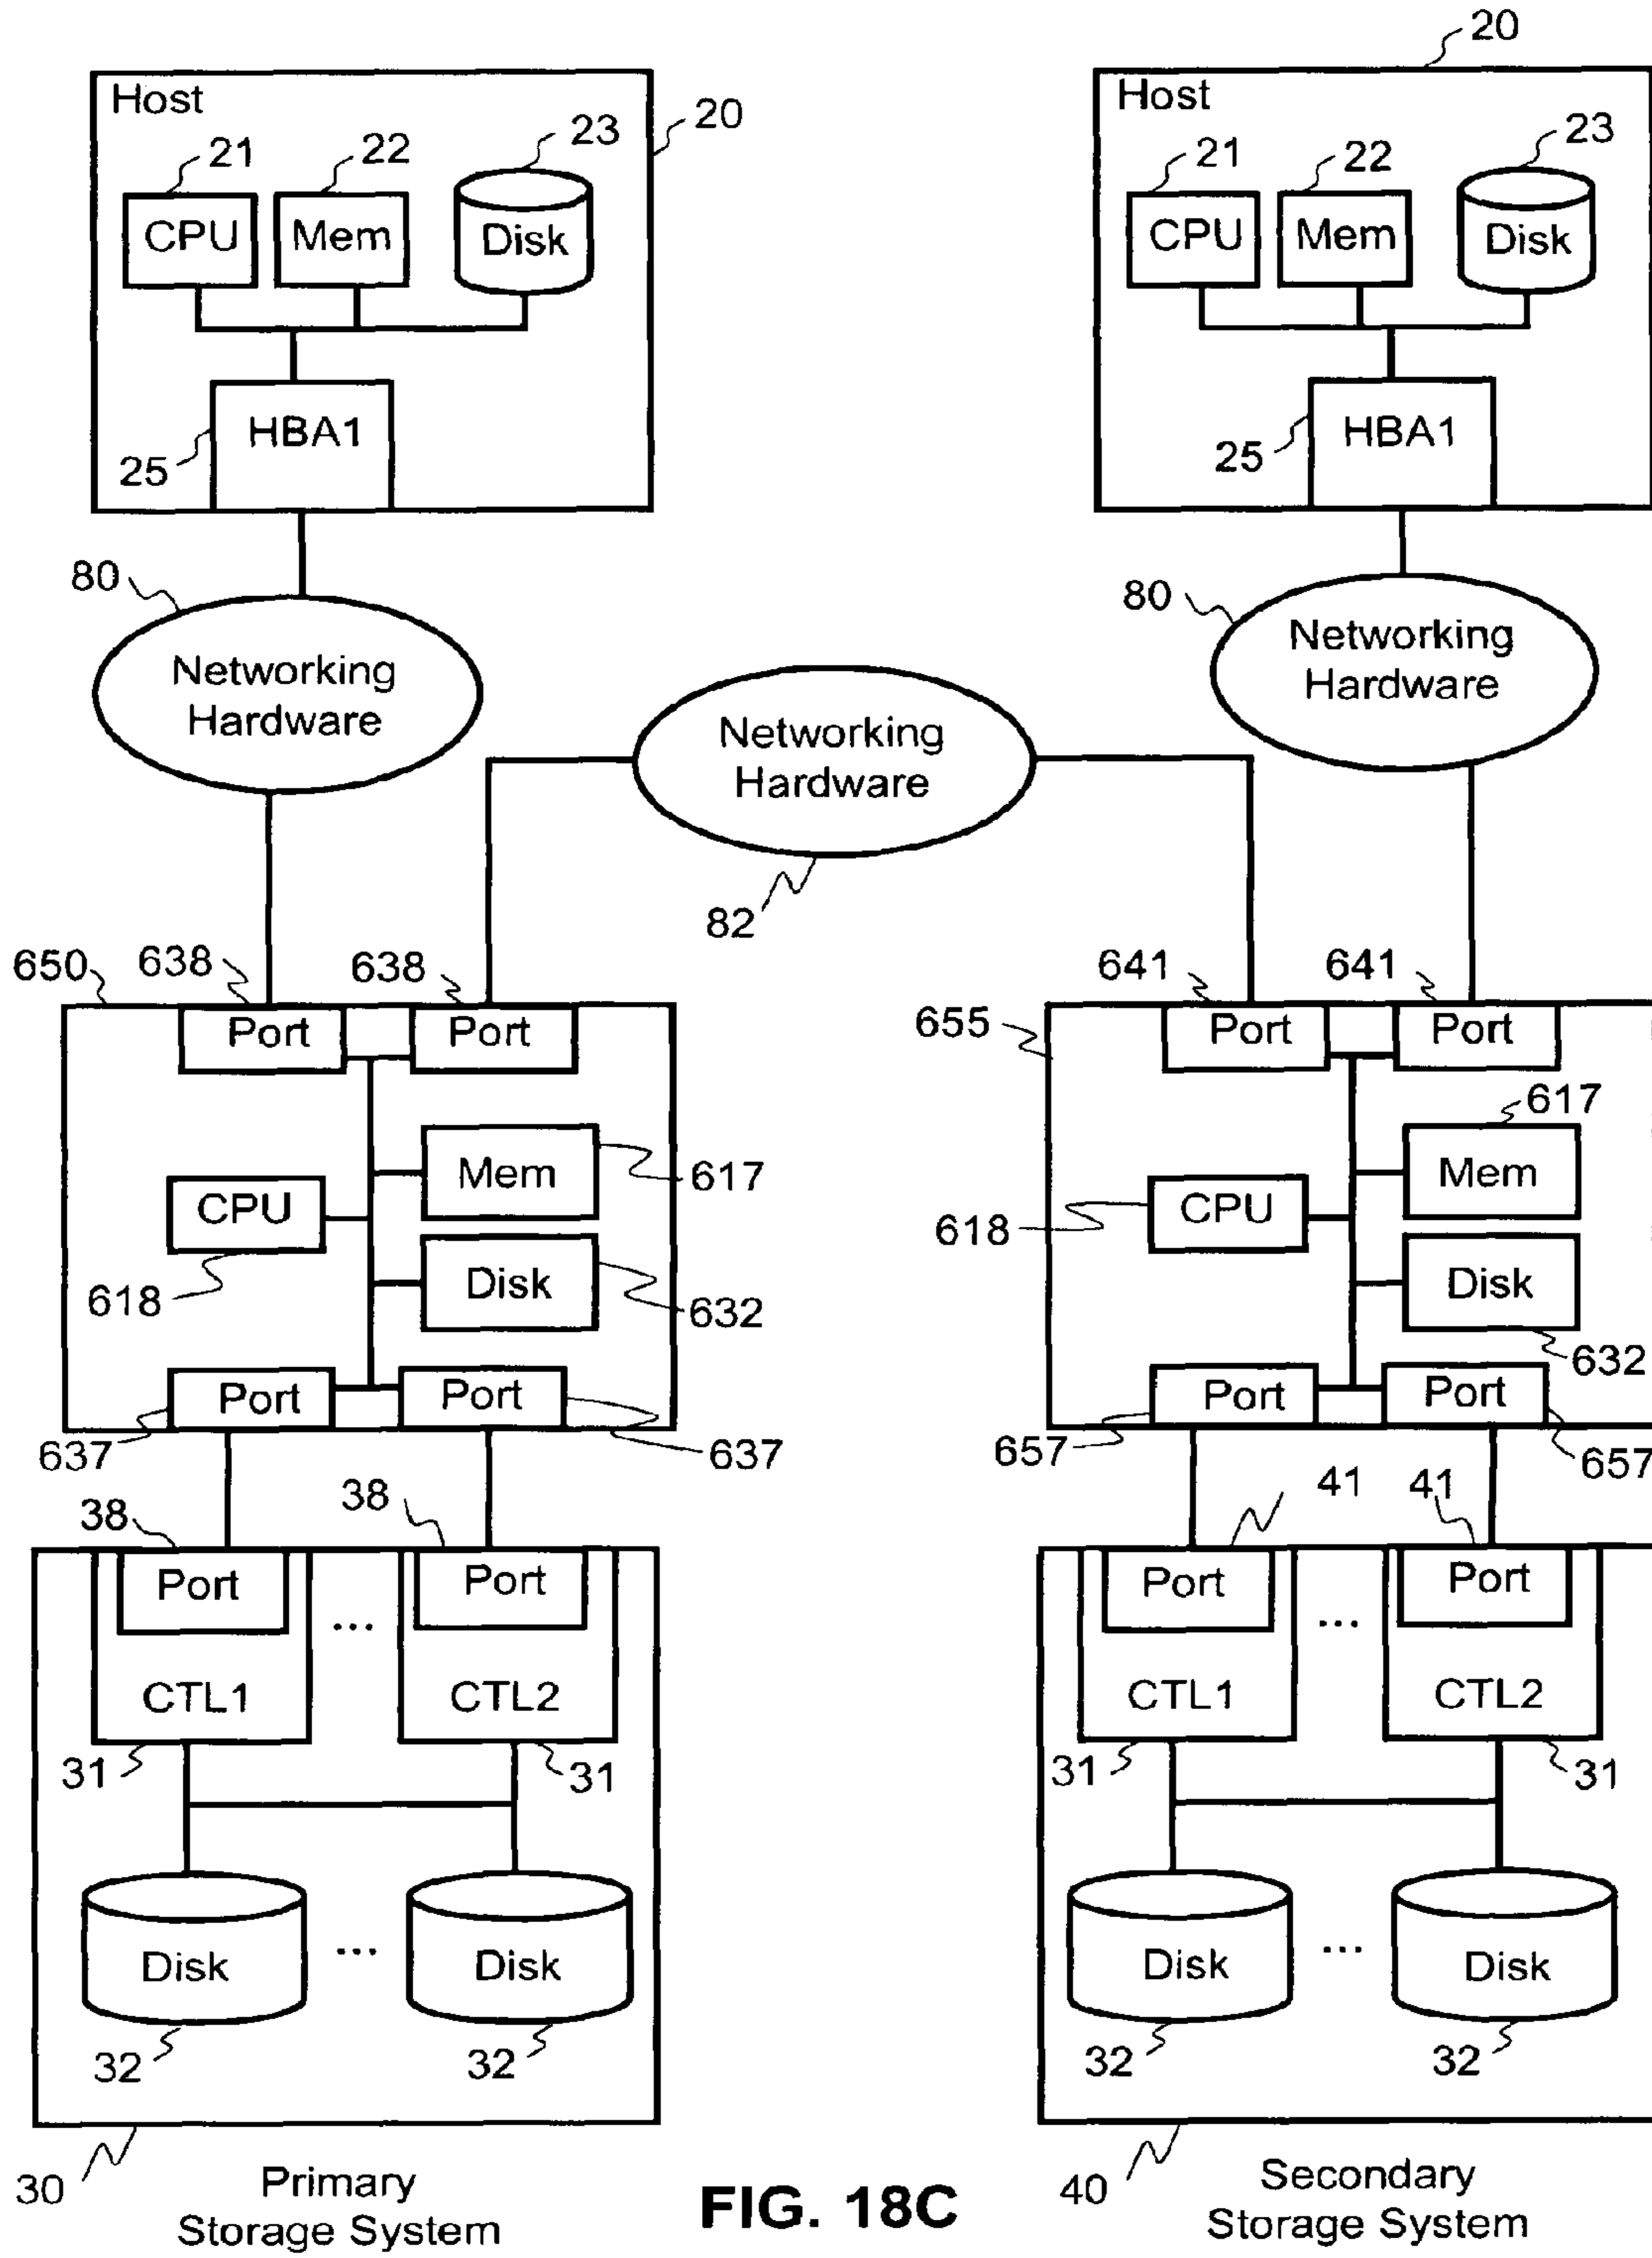 20
Host
20
Host
21
22
23
21
22
23
CPU
Mem
Disk
CPU
Mem
Disk
HBA1
25
HBA1
25
80
80
Networking
Hardware
Networking
Hardware
Networking
Hardware
82
650
638
638
641
641
655
Port
Port
Port
Port
617
Mem
617
Mem
CPU
618
CPU
618
Disk
632
Disk
632
Port
Port
Port
Port
637
637
657
657
38
38
41
41
Port
...
Port
Port
...
Port
CTL1
CTL2
CTL1
CTL2
31
31
31
31
Disk
...
Disk
Disk
...
Disk
32
32
32
32
30
Primary
Storage System
FIG. 18C
40
Secondary
Storage System